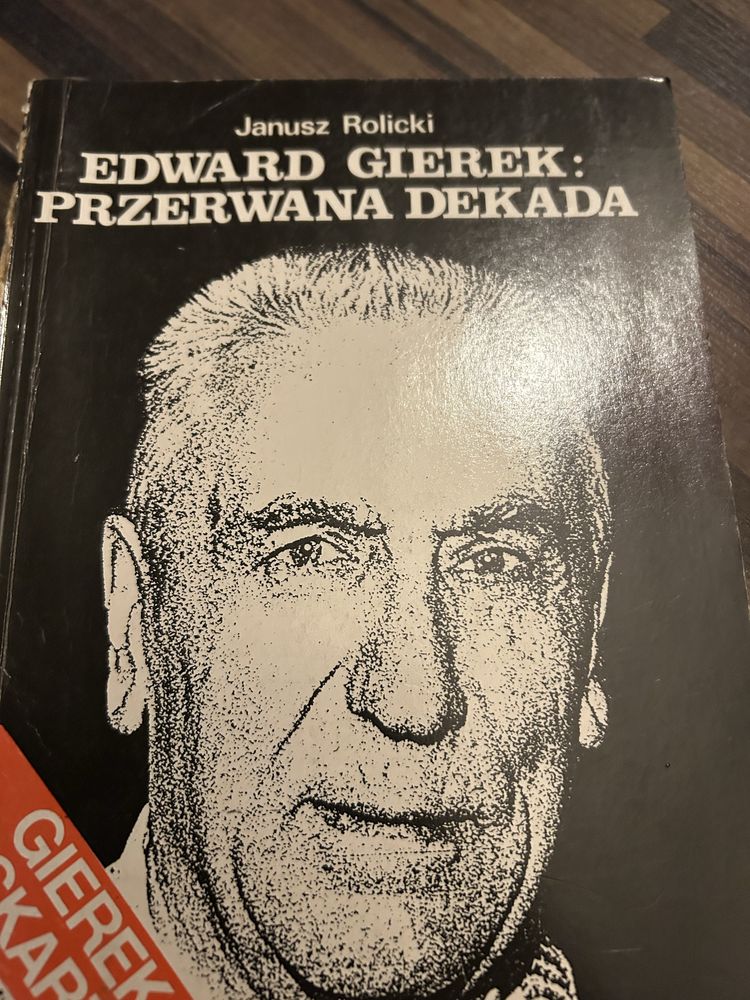 Janusz Rolicki
EDWARD GIEREK:
PRZERWANA DEKADA
GIEREK